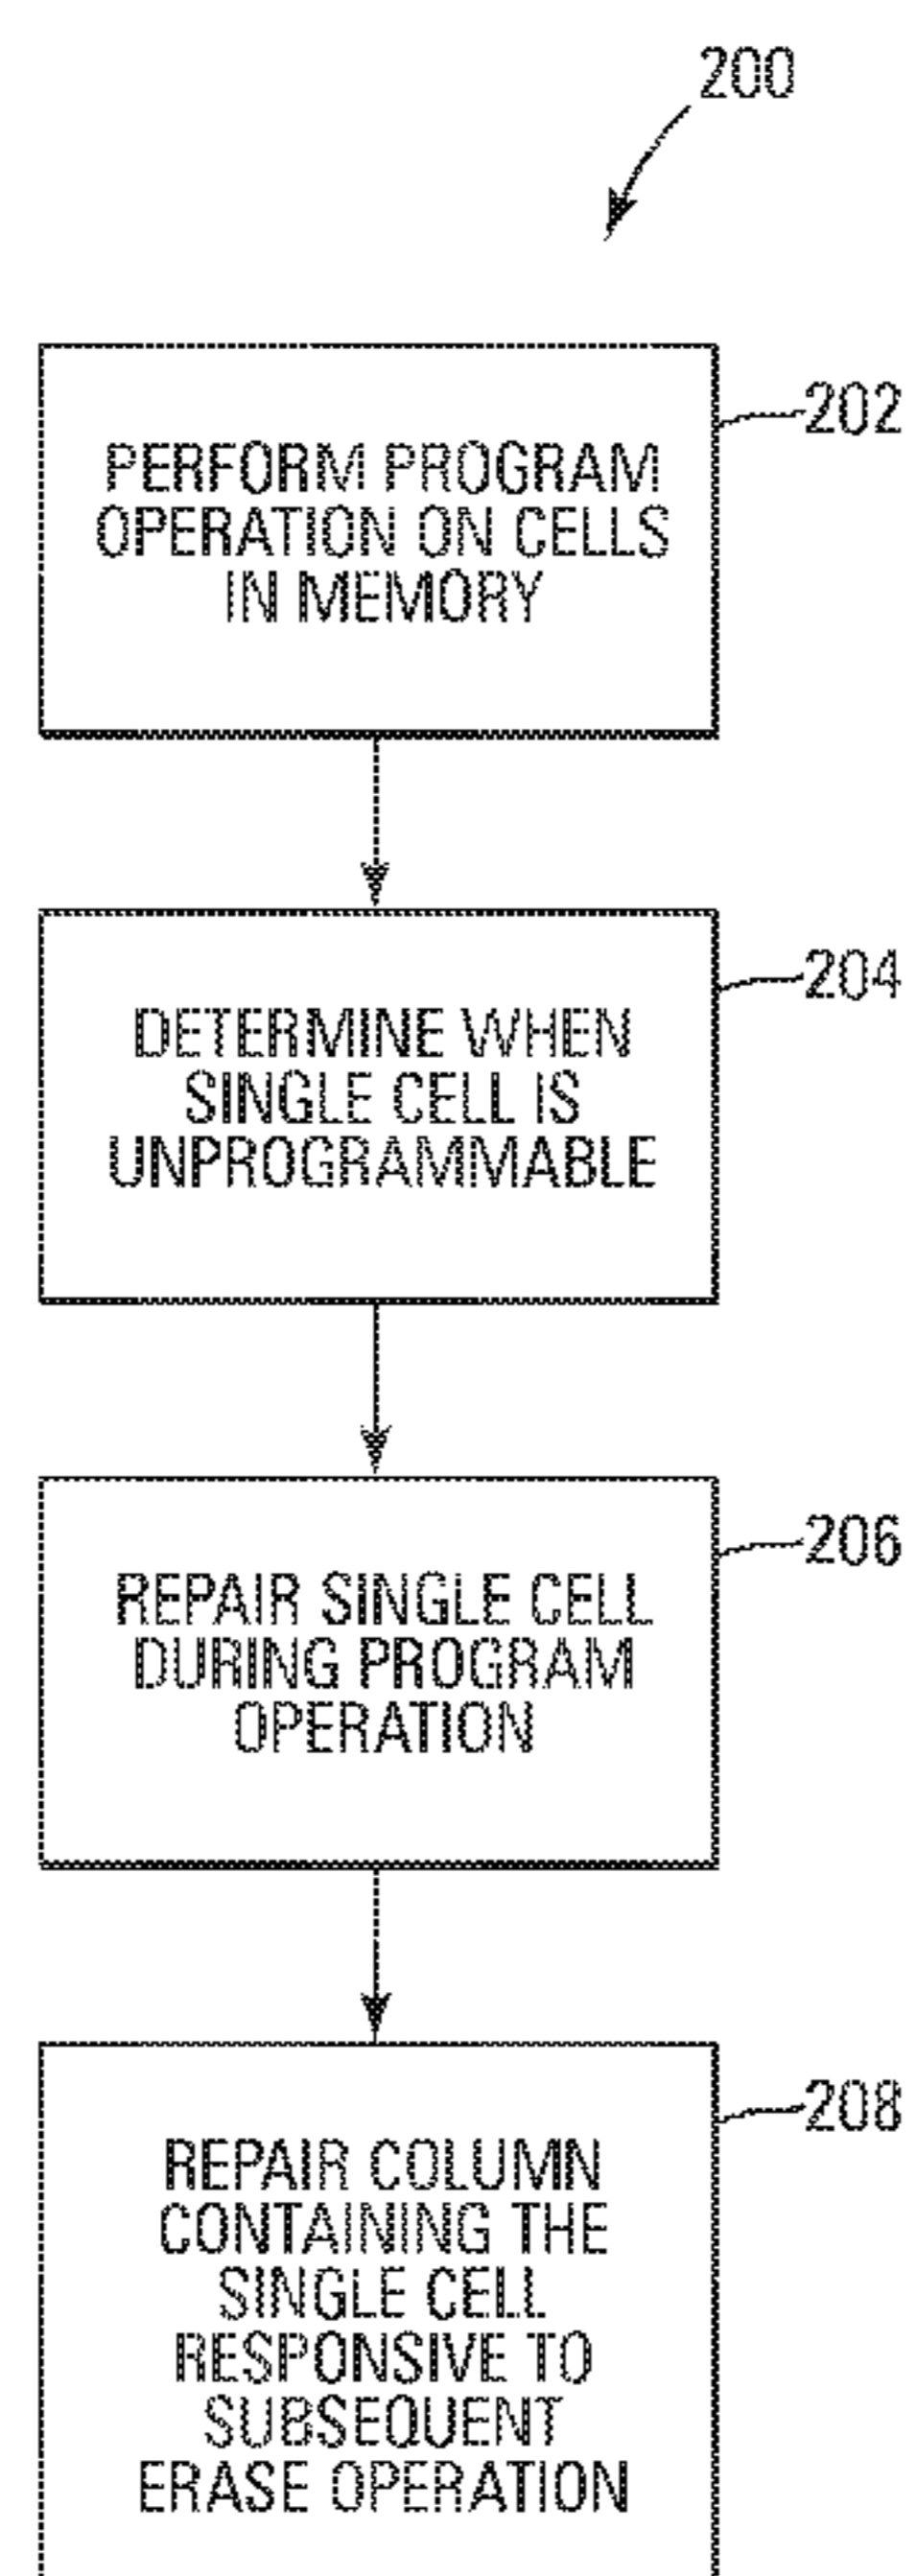 200
PERFORM PROGRAM
OPERATION ON CELLS
IN MEMORY
202
DETERMINE WHEN
SINGLE CELL IS
UNPROGRAMMABLE
204
REPAIR SINGLE CELL
DURING PROGRAM
OPERATION
206
REPAIR COLUMN
CONTAINING THE
SINGLE CELL
RESPONSIVE TO
SUBSEQUENT
ERASE OPERATION
208